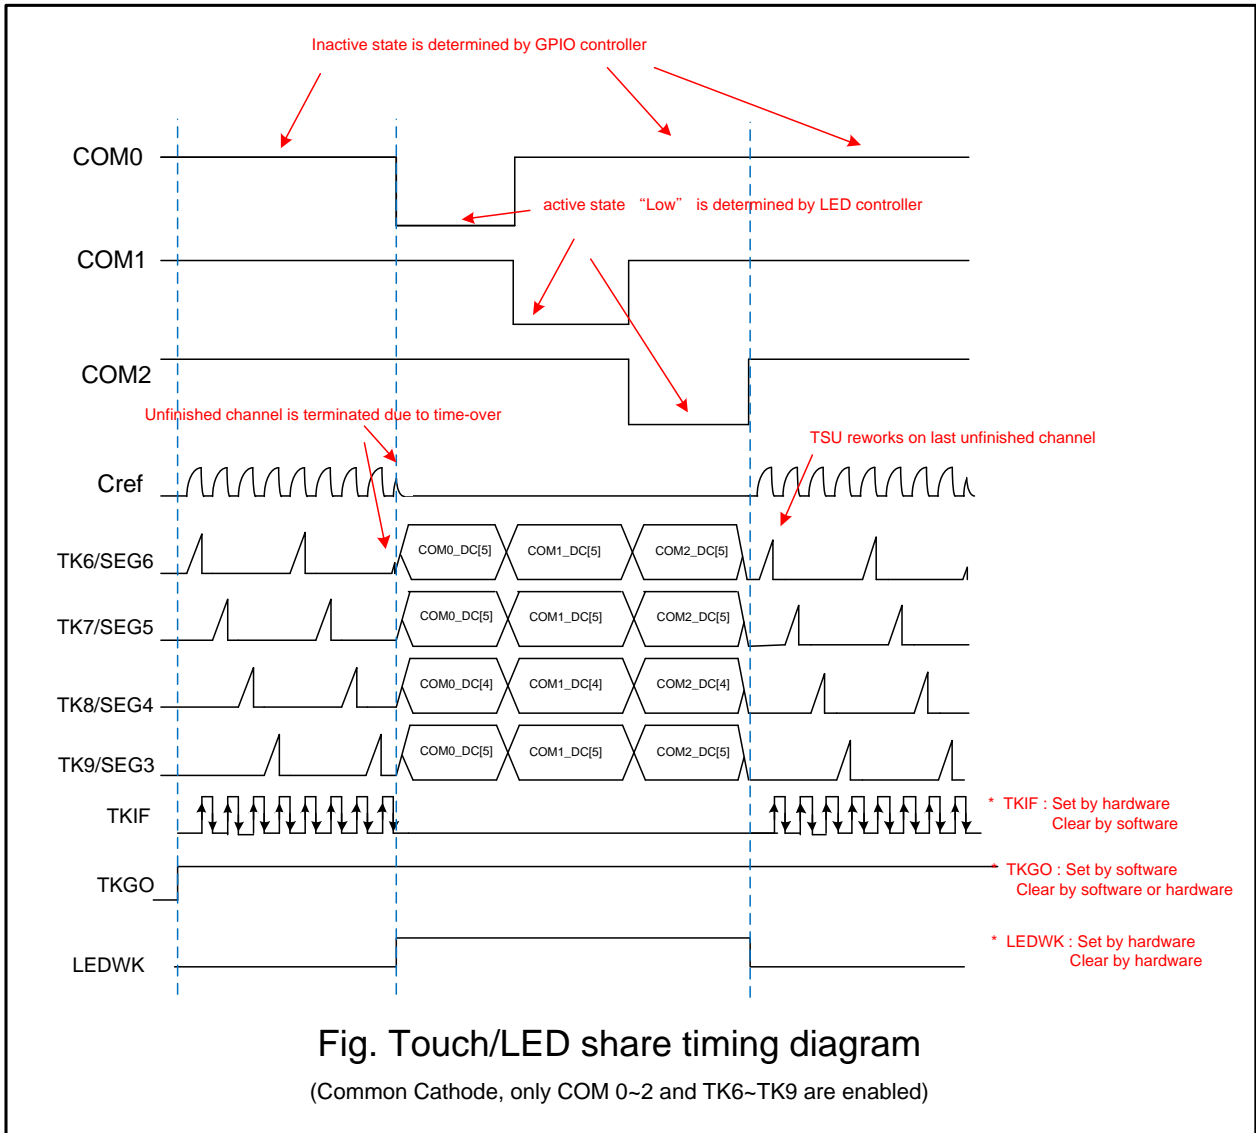 Inactive state is determined by GPIO controller
COM0
active state “Low” is determined by LED controller
COM1
COM2
Unfinished channel is terminated due to time-over
TSU reworks on last unfinished channel
Cref
TK6/SEG6
COM0_DC[5]
COM1_DC[5]
COM2_DC[5]
TK7/SEG5
COM0_DC[5]
COM1_DC[5]
COM2_DC[5]
TK8/SEG4
COM0_DC[4]
COM1_DC[4]
COM2_DC[4]
TK9/SEG3
COM0_DC[5]
COM1_DC[5]
COM2_DC[5]
TKIF
* TKIF : Set by hardware
Clear by software
TKGO
* TKGO : Set by software
Clear by software or hardware
LEDWK
* LEDWK : Set by hardware
Clear by hardware
Fig. Touch/LED share timing diagram
(Common Cathode, only COM 0~2 and TK6~TK9 are enabled)